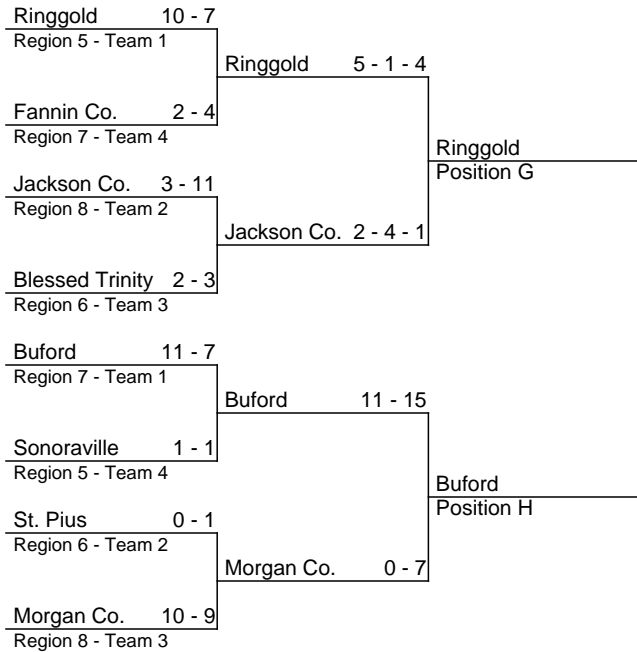 Ringgold 10 - 7
Region 5 - Team 1
Ringgold 5 - 1 - 4
Fannin Co. 2 - 4
Region 7 - Team 4
Ringgold
Position G
Jackson Co. 3 - 11
Region 8 - Team 2
Jackson Co. 2 - 4 - 1
Blessed Trinity 2 - 3
Region 6 - Team 3
Buford 11 - 7
Region 7 - Team 1
Buford 11 - 15
Sonoraville 1 - 1
Region 5 - Team 4
Buford
Position H
St. Pius 0 - 1
Region 6 - Team 2
Morgan Co. 0 - 7
Morgan Co. 10 - 9
Region 8 - Team 3